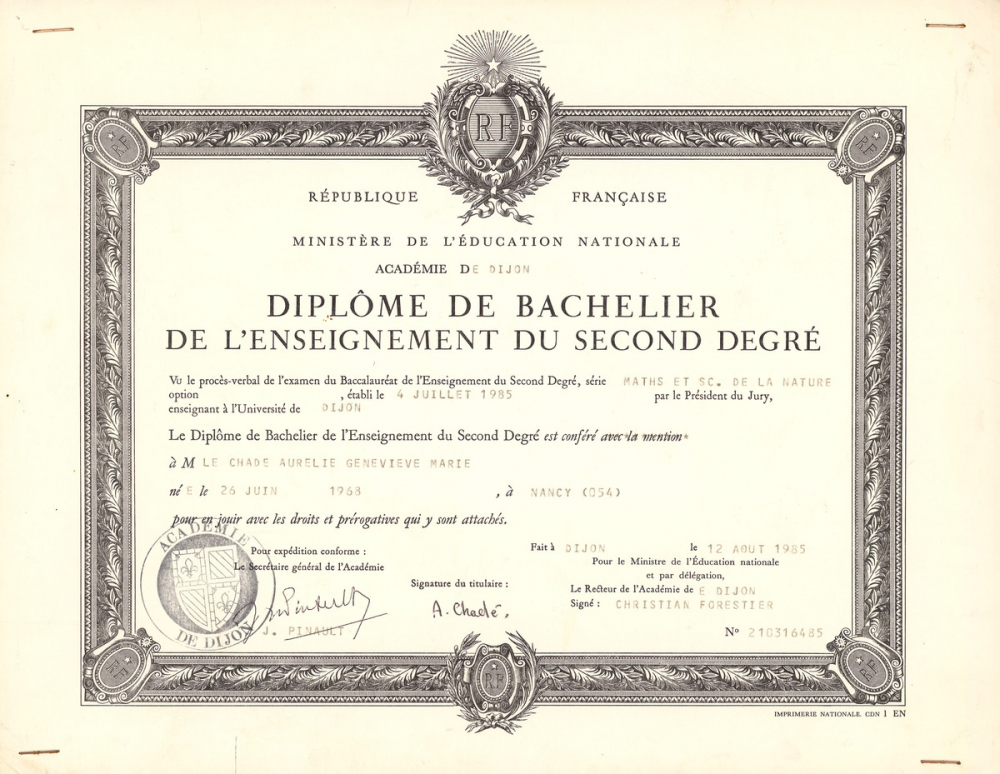 RF
RF
RF
RÉPUBLIQUE FRANÇAISE
MINISTÈRE DE L'ÉDUCATION NATIONALE
ACADÉMIE DE DIJON
DIPLÔME DE BACHELIER
DE L'ENSEIGNEMENT DU SECOND DEGRÉ
Vu le procès-verbal de l'examen du Baccalauréat de l'Enseignement du Second Degré, série MATHS ET SC. DE LA NATURE
option , établi le 4 JUILLET 1985 par le Président du Jury,
enseignant à l'Université de DIJON
Le Diplôme de Bachelier de l'Enseignement du Second Degré est conféré avec la mention*
à M LE CHADE AURELIE GENEVIEVE MARIE
né E le 26 JUIN 1968 , à NANCY (054)
pour en jouir avec les droits et prérogatives qui y sont attachés.
ACADÉMIE DE DIJON
Pour expédition conforme :
Le Secrétaire général de l'Académie
J. PINAULT
Signature du titulaire :
A. Chadé.
Fait à DIJON le 12 AOUT 1985
Pour le Ministre de l'Éducation nationale
et par délégation,
Le Recteur de l'Académie de E DIJON
Signé : CHRISTIAN FORESTIER
N° 210316485
RF
RF
RF
IMPRIMERIE NATIONALE. CDN 1 EN